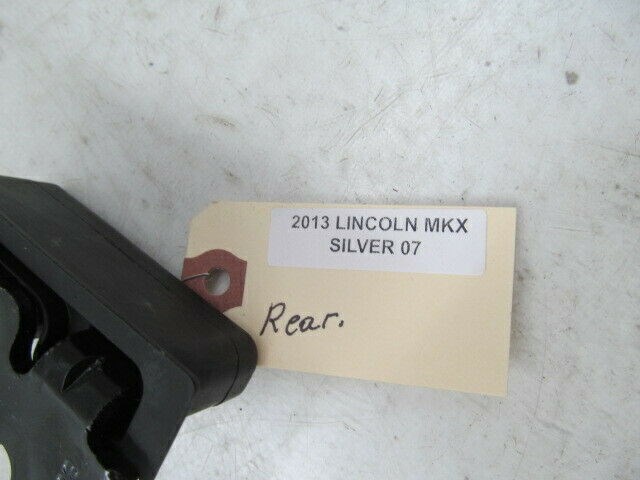 2013 LINCOLN MKX
SILVER 07
Rear.